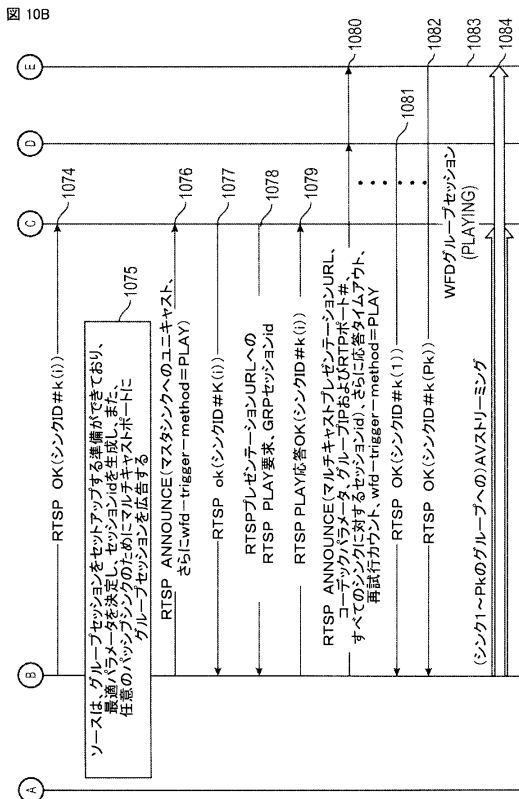 図 10B
A
B
C
D
E
1074
RTSP OK(シンクID#k(i))
1075
ソースは、グループセッションをセットアップする準備ができており、
最適パラメータを決定し、セッションidを生成し、また、
任意のパッシブシンクのためにマルチキャストポートに
グループセッションを広告する
1076
RTSP ANNOUNCE(マスタシンクへのユニキャスト、
さらにwfd-trigger-method=PLAY)
1077
RTSP ok(シンクID#K(i))
1078
RTSPプレゼンテーションURLへの
RTSP PLAY要求、GRPセッションid
1079
RTSP PLAY応答OK(シンクID#k(i))
1080
RTSP ANNOUNCE(マルチキャストプレゼンテーションURL、
コーデックパラメータ、グループIPおよびRTPポート#、
すべてのシンクに対するセッションid)、さらに応答タイムアウト、
再試行カウント、wfd-trigger-method=PLAY
1081
RTSP OK(シンクID#k(1))
1082
RTSP OK(シンクID#k(Pk))
1083
WFDグループセッション
(PLAYING)
1084
(シンク1~Pkのグループへの)AVストリーミング